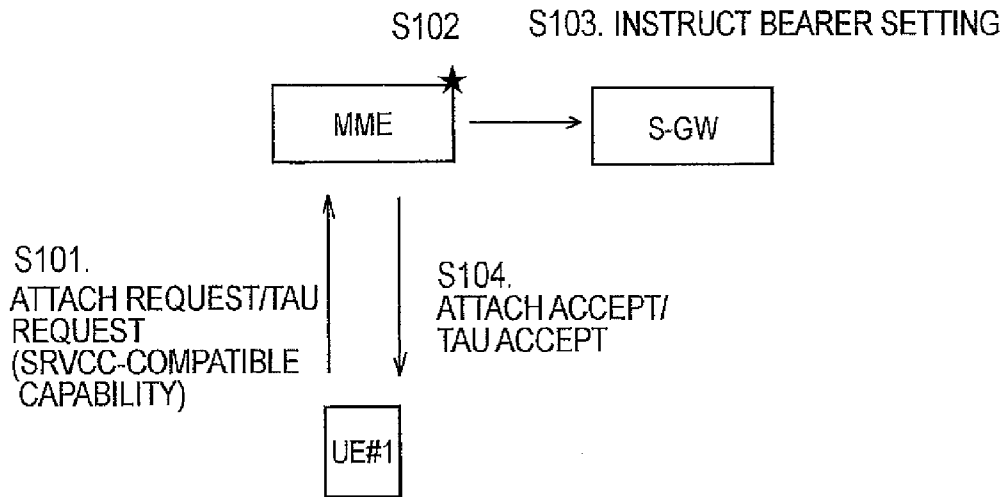 S102
S103. INSTRUCT BEARER SETTING
MME
S-GW
S101.
ATTACH REQUEST/TAU
REQUEST
(SRVCC-COMPATIBLE
CAPABILITY)
S104.
ATTACH ACCEPT/
TAU ACCEPT
UE#1